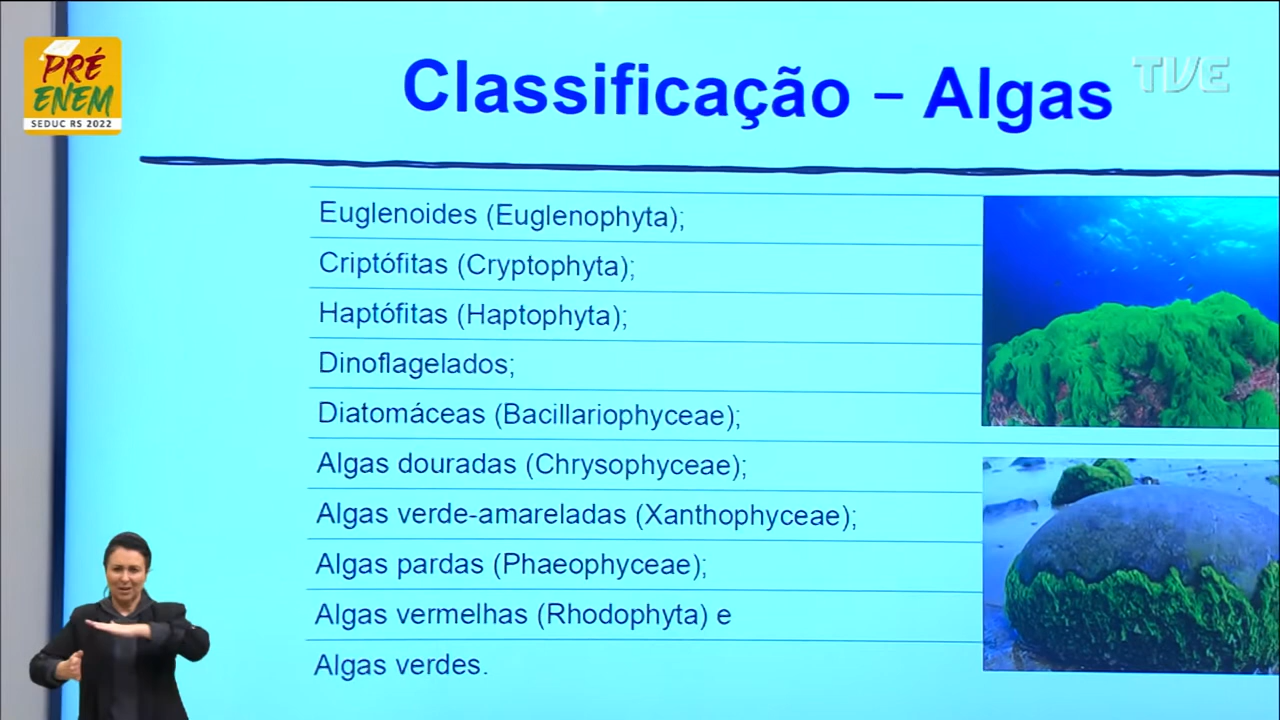 PRÉ
ENEM
SEDUC RS 2022
Classificação – Algas
TVE
Euglenoides (Euglenophyta);
Criptófitas (Cryptophyta);
Haptófitas (Haptophyta);
Dinoflagelados;
Diatomáceas (Bacillariophyceae);
Algas douradas (Chrysophyceae);
Algas verde-amareladas (Xanthophyceae);
Algas pardas (Phaeophyceae);
Algas vermelhas (Rhodophyta) e
Algas verdes.